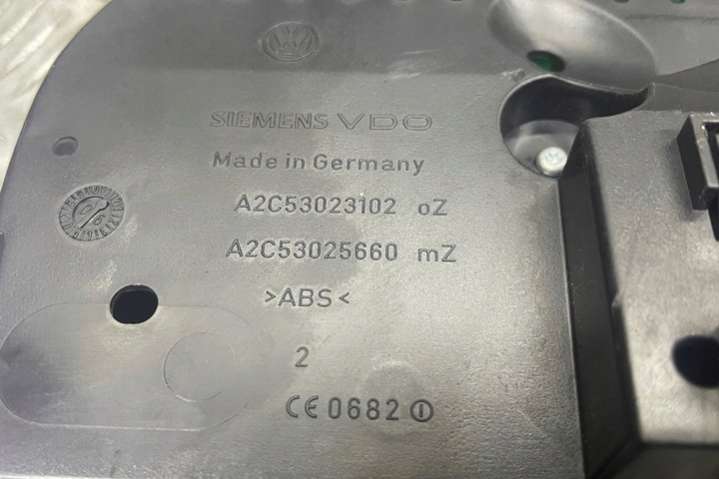 SIEMENS VDO
Made in Germany
A2C53023102 oZ
A2C53025660 mZ
>ABS<
2
CE 0682